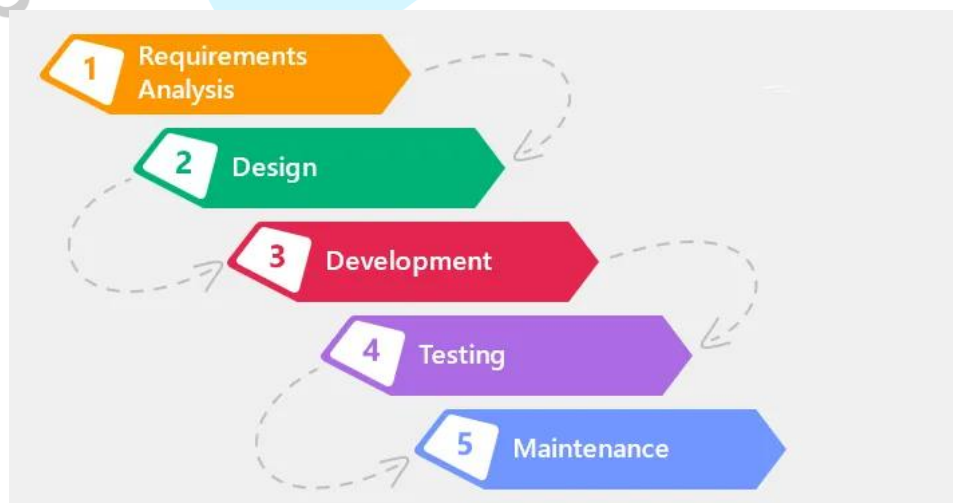 1 Requirements
Analysis
2 Design
3 Development
4 Testing
5 Maintenance